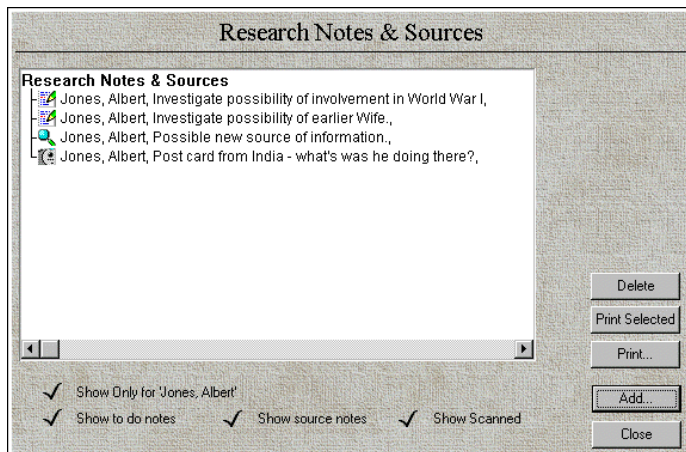 Research Notes & Sources
Research Notes & Sources
Jones, Albert, Investigate possibility of involvement in World War I,
Jones, Albert, Investigate possibility of earlier Wife.,
Jones, Albert, Possible new source of information.,
Jones, Albert, Post card from India - what's was he doing there?,
Delete
Print Selected
Print...
Show Only for 'Jones, Albert'
Add...
Show to do notes Show source notes Show Scanned
Close